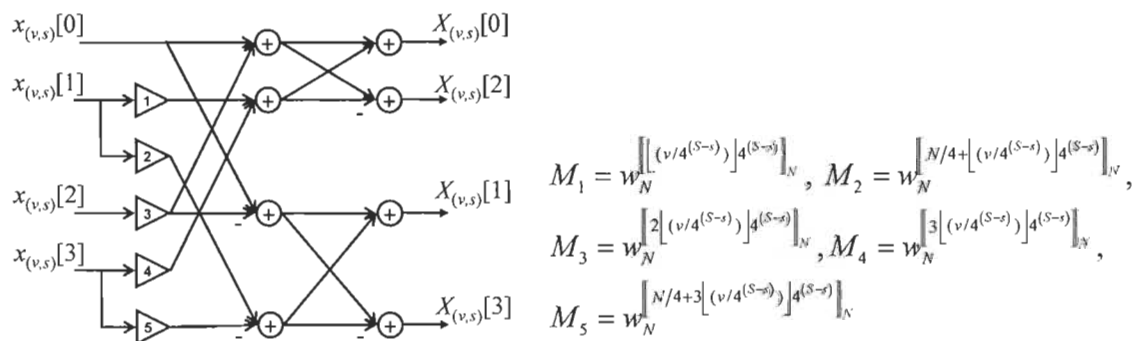 x_{(v,s)}[0]
X_{(v,s)}[0]
x_{(v,s)}[1]
1
X_{(v,s)}[2]
-
2
x_{(v,s)}[2]
3
-
X_{(v,s)}[1]
x_{(v,s)}[3]
4
5
-
-
X_{(v,s)}[3]
M_1 = w_N^{⟦⌊(v/4^{(S-s)})⌋4^{(S-s)}⟧_N}, M_2 = w_N^{⟦N/4+⌊(v/4^{(S-s)})⌋4^{(S-s)}⟧_N},
M_3 = w_N^{⟦2⌊(v/4^{(S-s)})⌋4^{(S-s)}⟧_N}, M_4 = w_N^{⟦3⌊(v/4^{(S-s)})⌋4^{(S-s)}⟧_N},
M_5 = w_N^{⟦N/4+3⌊(v/4^{(S-s)})⌋4^{(S-s)}⟧_N}